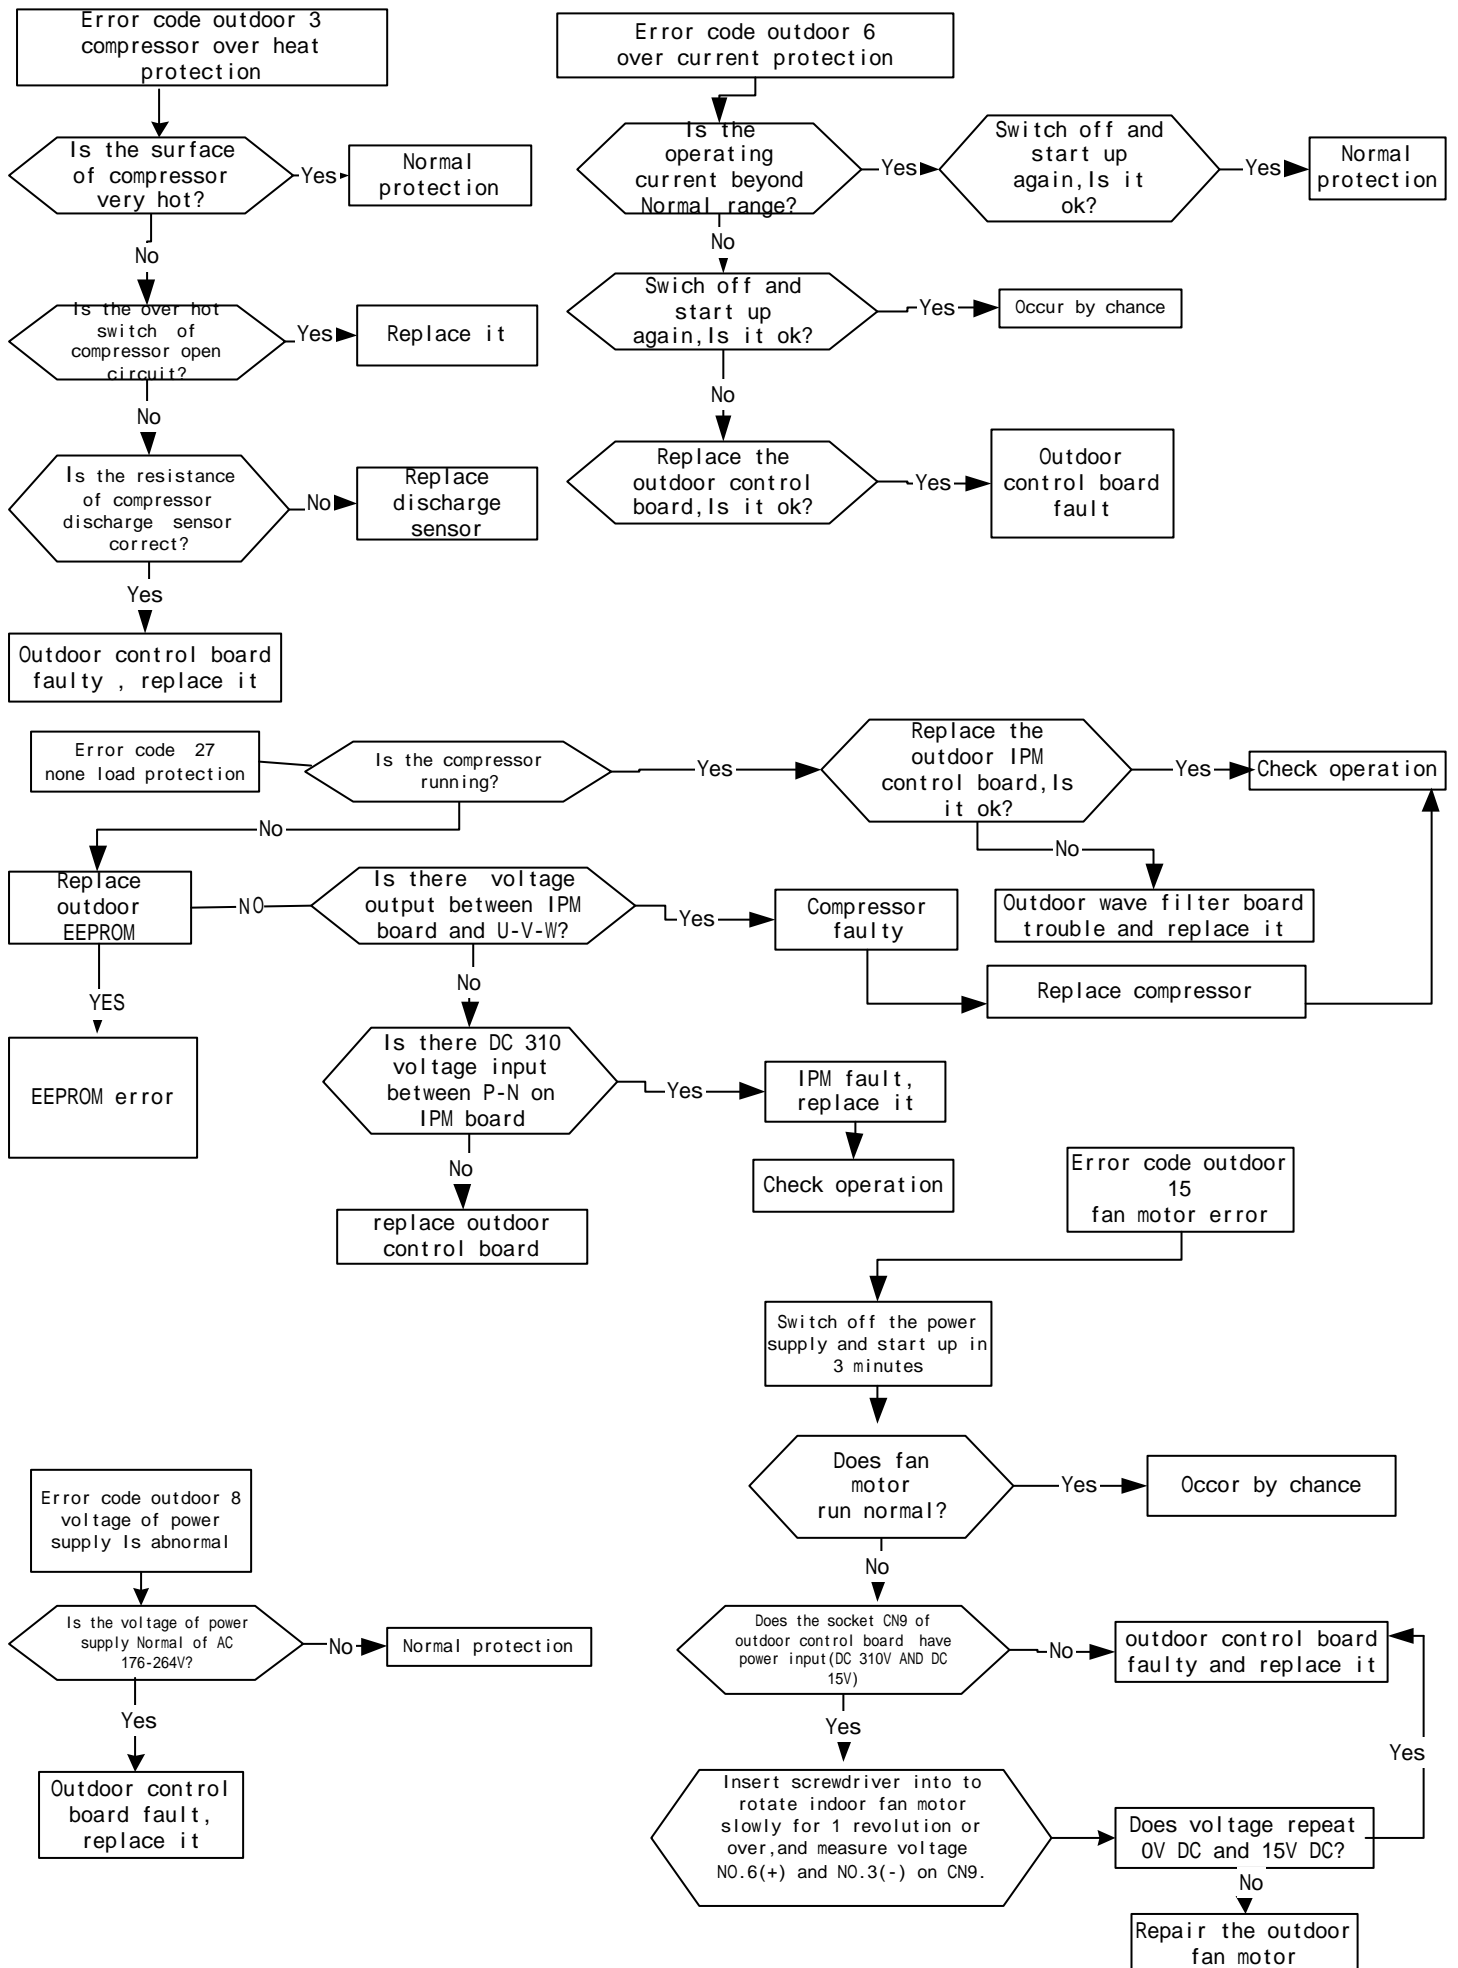 Error code outdoor 3
compressor over heat
protection
Is the surface
of compressor
very hot?
Yes
Normal
protection
No
Is the over hot
switch of
compressor open
circuit?
Yes
Replace it
No
Is the resistance
of compressor
discharge sensor
correct?
No
Replace
discharge
sensor
Yes
Outdoor control board
faulty , replace it
Error code outdoor 6
over current protection
Is the
operating
current beyond
Normal range?
Yes
Switch off and
start up
again,Is it
ok?
Yes
Normal
protection
No
Swich off and
start up
again,Is it ok?
Yes
Occur by chance
No
Replace the
outdoor control
board,Is it ok?
Yes
Outdoor
control board
fault
Error code 27
none load protection
Is the compressor
running?
Yes
Replace the
outdoor IPM
control board,Is
it ok?
Yes
Check operation
No
Outdoor wave filter board
trouble and replace it
No
Replace
outdoor
EEPROM
NO
Is there voltage
output between IPM
board and U-V-W?
Yes
Compressor
faulty
Replace compressor
YES
EEPROM error
No
Is there DC 310
voltage input
between P-N on
IPM board
Yes
IPM fault,
replace it
Check operation
No
replace outdoor
control board
Error code outdoor
15
fan motor error
Switch off the power
supply and start up in
3 minutes
Does fan
motor
run normal?
Yes
Occor by chance
No
Does the socket CN9 of
outdoor control board have
power input(DC 310V AND DC
15V)
No
outdoor control board
faulty and replace it
Yes
Insert screwdriver into to
rotate indoor fan motor
slowly for 1 revolution or
over,and measure voltage
NO.6(+) and NO.3(-) on CN9.
Does voltage repeat
0V DC and 15V DC?
Yes
No
Repair the outdoor
fan motor
Error code outdoor 8
voltage of power
supply Is abnormal
Is the voltage of power
supply Normal of AC
176-264V?
No
Normal protection
Yes
Outdoor control
board fault,
replace it